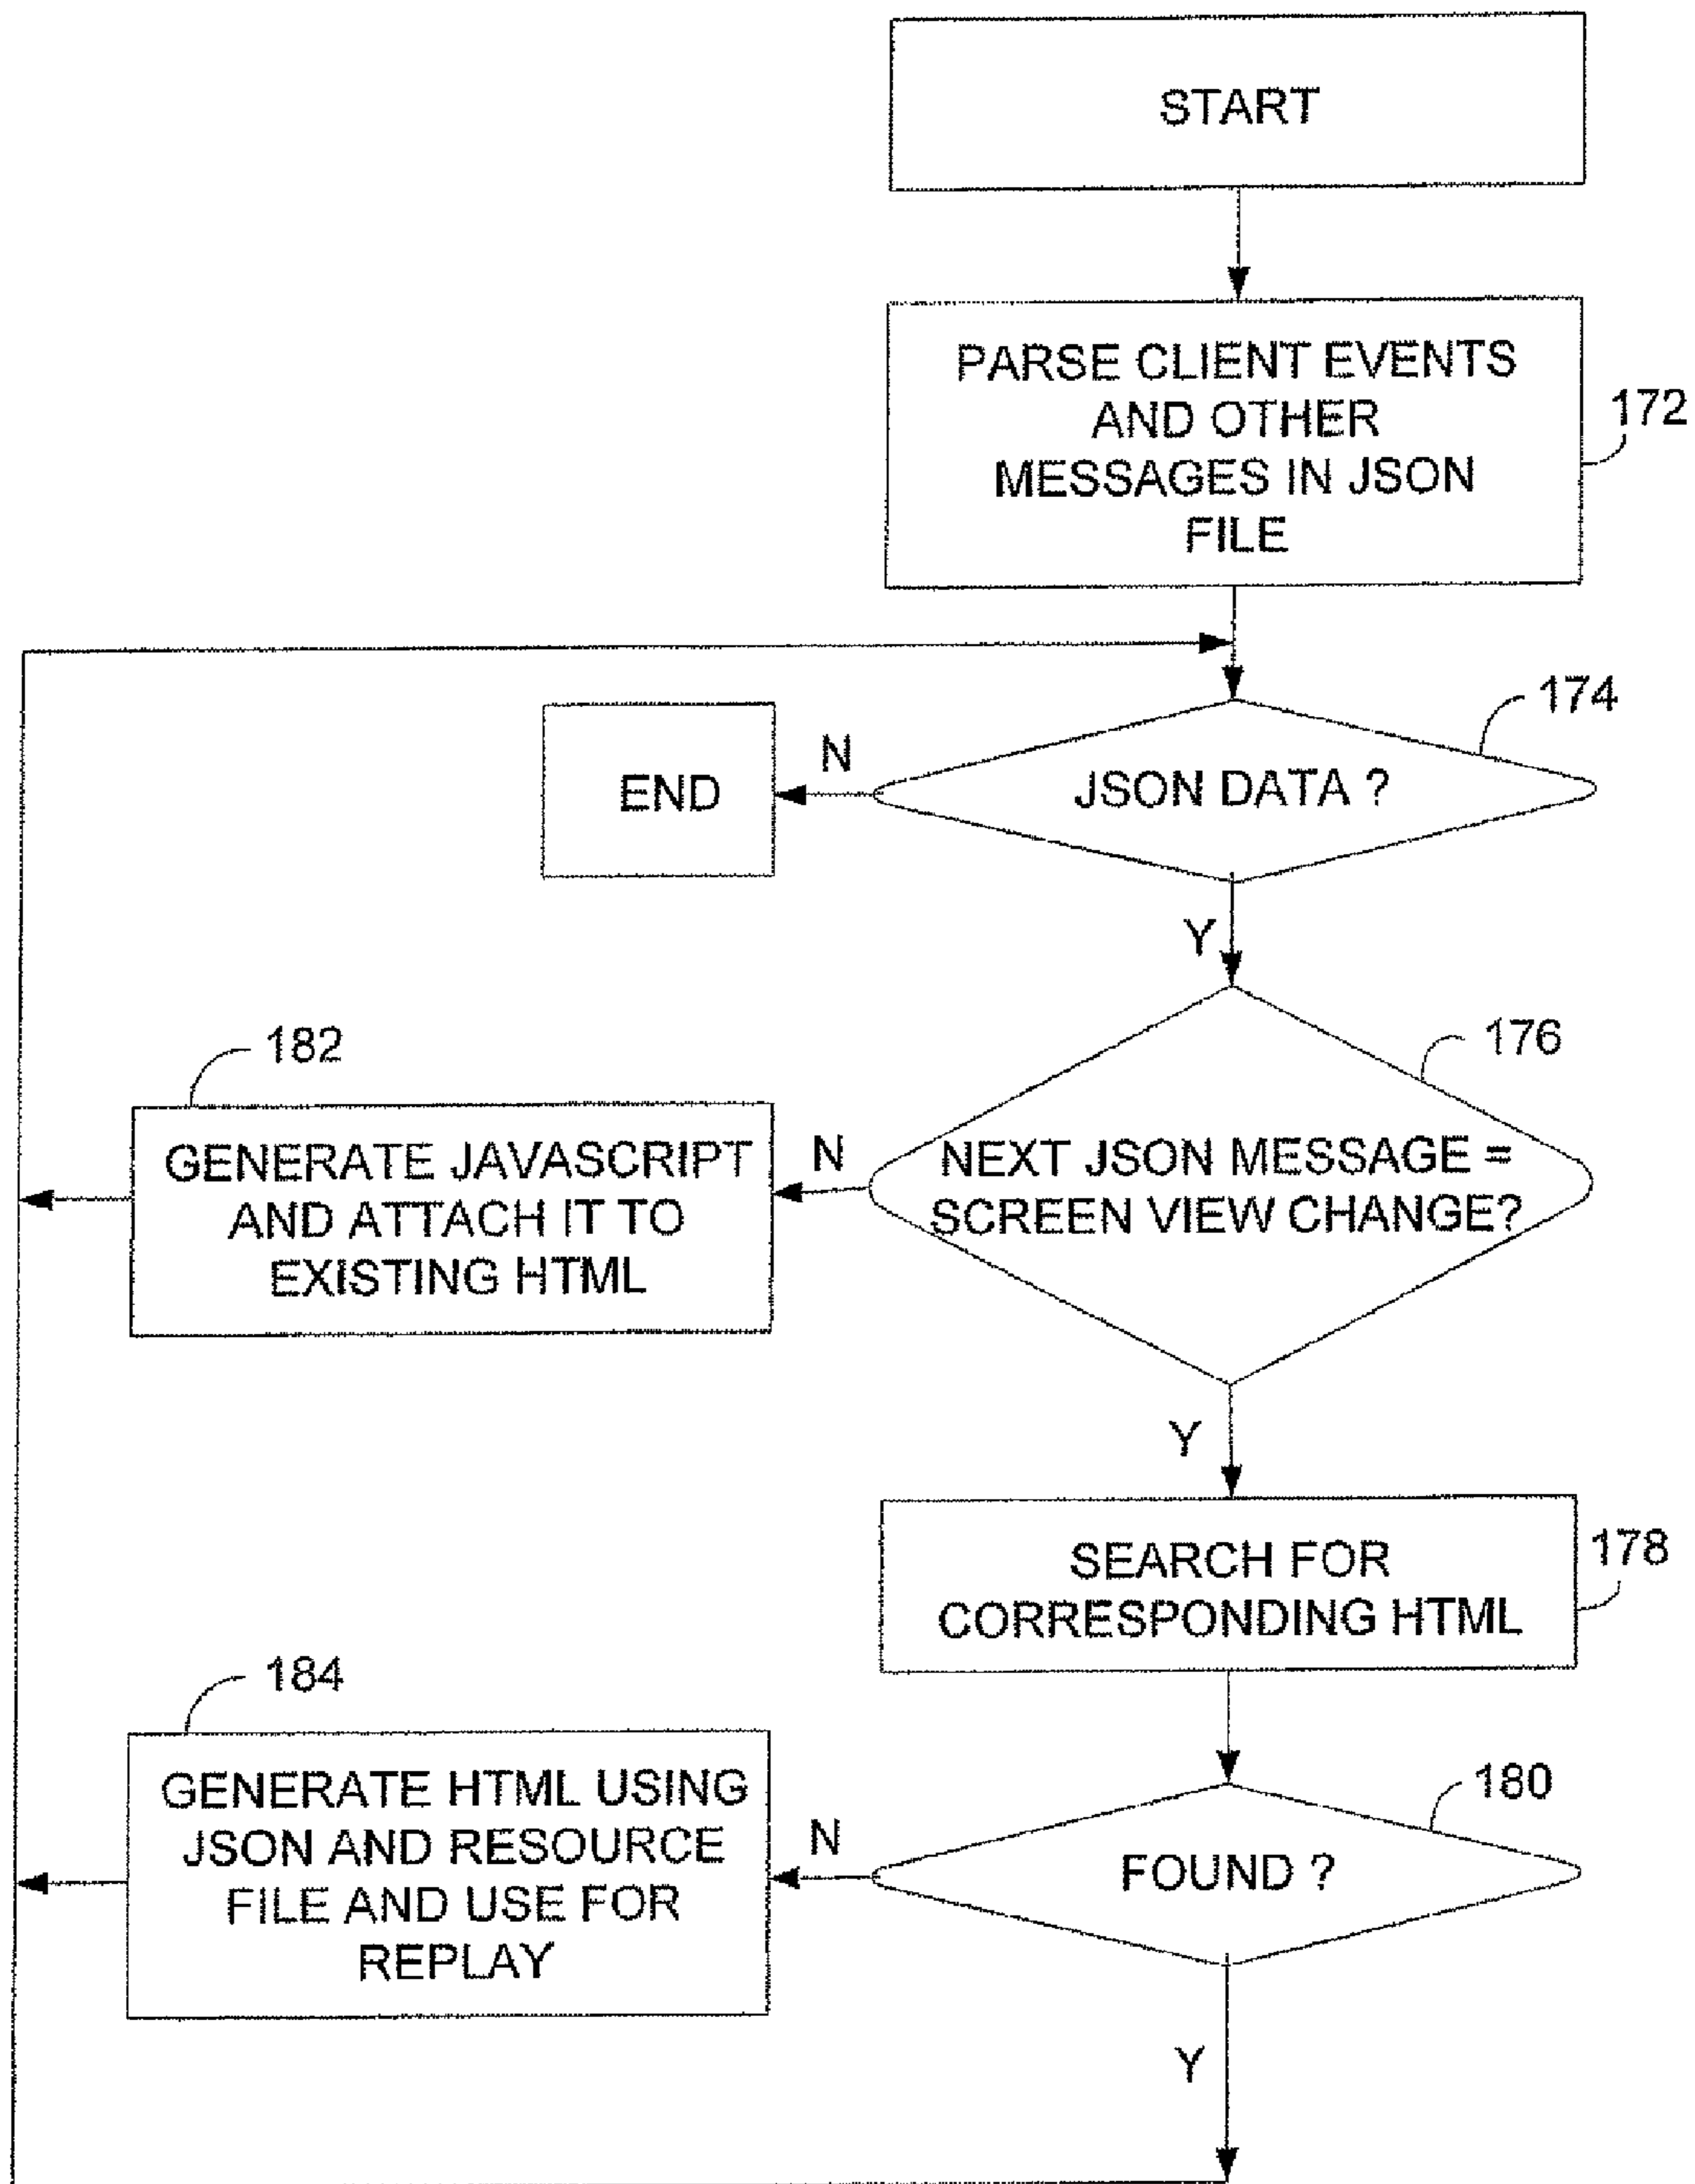 START
PARSE CLIENT EVENTS
AND OTHER
MESSAGES IN JSON
FILE
172
174
JSON DATA ?
N
END
Y
176
NEXT JSON MESSAGE =
SCREEN VIEW CHANGE?
N
182
GENERATE JAVASCRIPT
AND ATTACH IT TO
EXISTING HTML
Y
SEARCH FOR
CORRESPONDING HTML
178
180
FOUND ?
N
184
GENERATE HTML USING
JSON AND RESOURCE
FILE AND USE FOR
REPLAY
Y